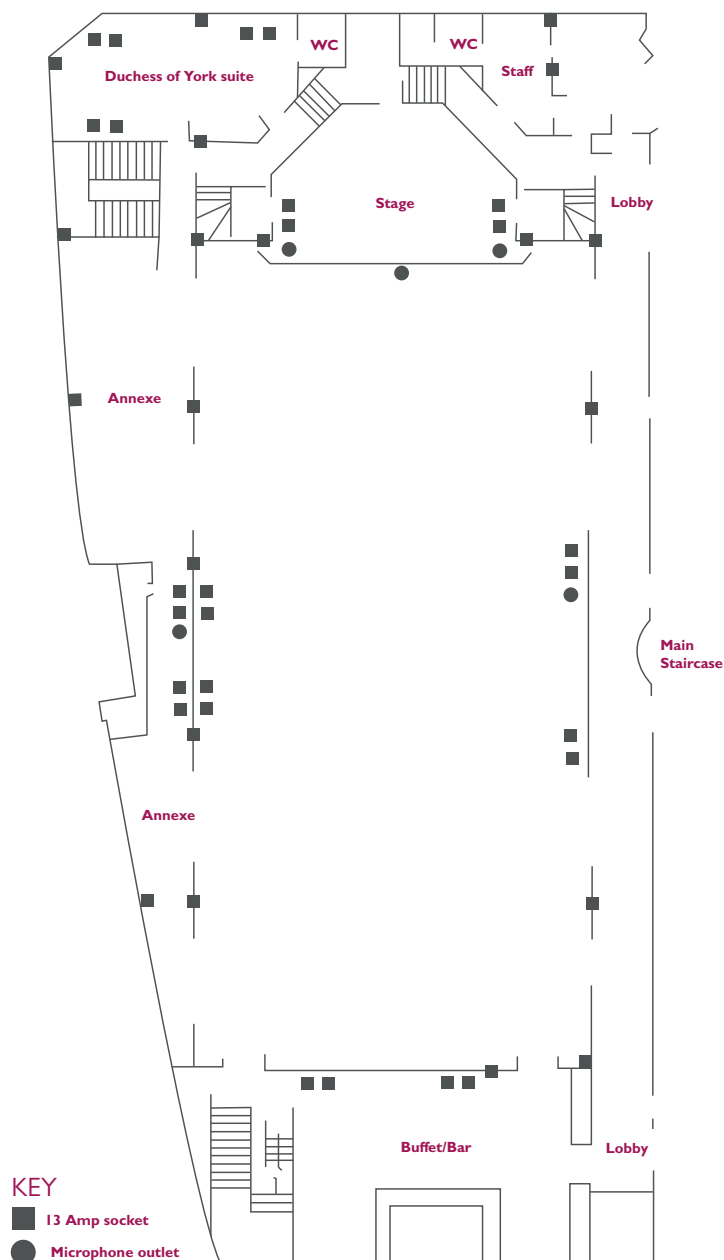 WC
WC
Duchess of York suite
Staff
Stage
Lobby
Annexe
Main
Staircase
Annexe
Buffet/Bar
Lobby
KEY
13 Amp socket
Microphone outlet